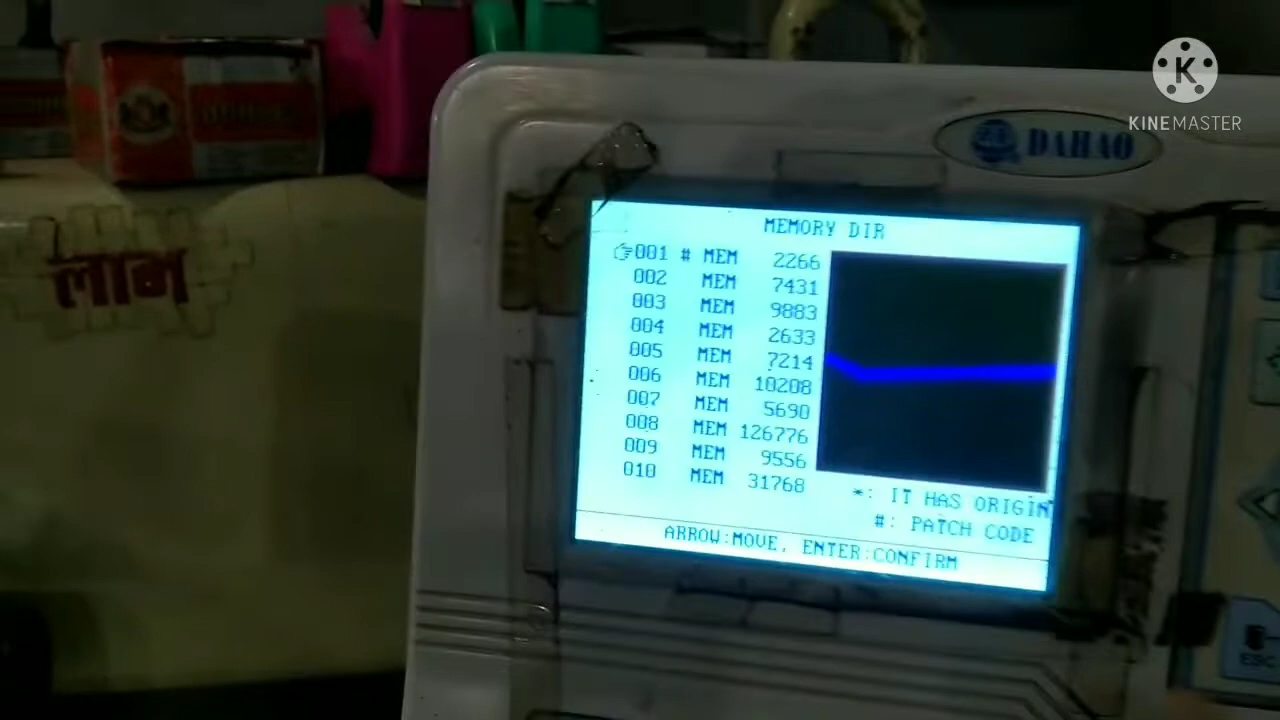 KINEMASTER
DAHAO
MEMORY DIR
001 # MEM 2266
002 MEM 7431
003 MEM 9883
004 MEM 2633
005 MEM 7214
006 MEM 10208
007 MEM 5690
008 MEM 126776
009 MEM 9556
010 MEM 31768
*: IT HAS ORIGIN
#: PATCH CODE
ARROW:MOVE, ENTER:CONFIRM
ESC